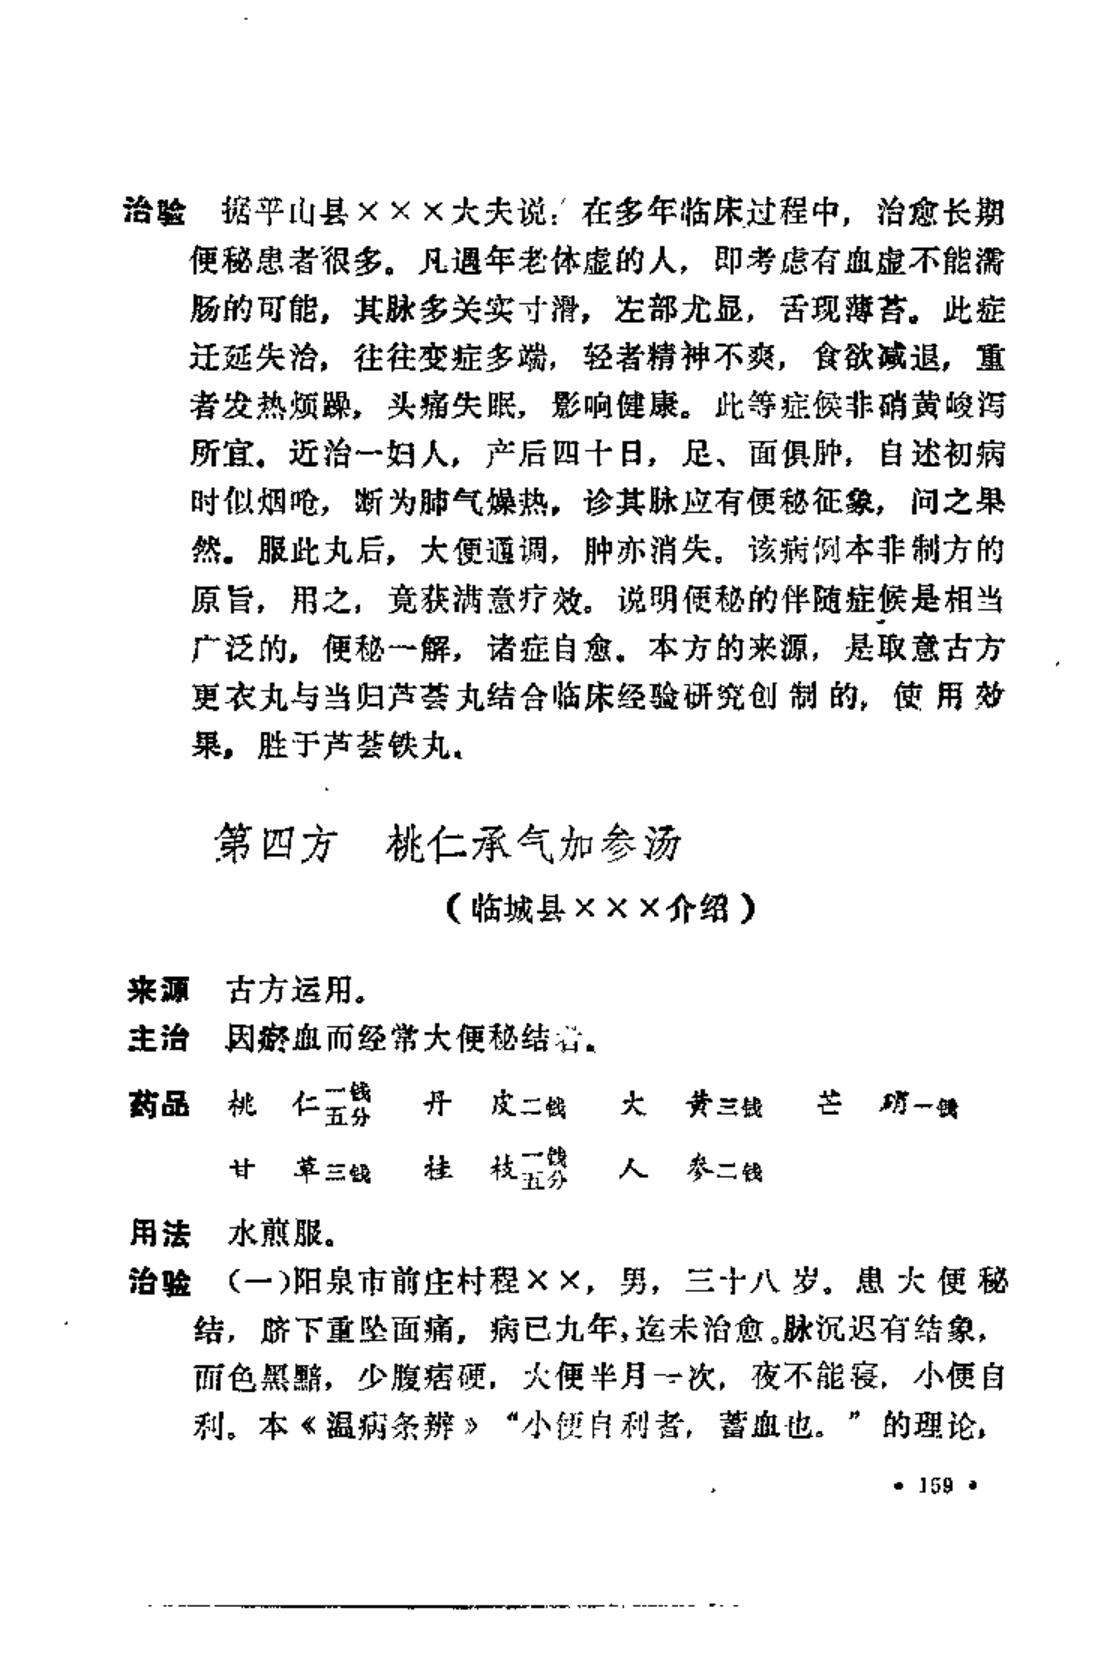 治验　据平山县×××大夫说：在多年临床过程中，治愈长期
便秘患者很多。凡遇年老体虚的人，即考虑有血虚不能濡
肠的可能，其脉多关实寸滑，左部尤显，舌现薄苔。此症
迁延失治，往往变症多端，轻者精神不爽，食欲减退，重
者发热烦躁，头痛失眠，影响健康。此等症候非硝黄峻泻
所宜。近治一妇人，产后四十日，足、面俱肿，自述初病
时似烟呛，断为肺气燥热，诊其脉应有便秘征象，问之果
然。服此丸后，大便通调，肿亦消失。该病例本非制方的
原旨，用之，竟获满意疗效。说明便秘的伴随症候是相当
广泛的，便秘一解，诸症自愈。本方的来源，是取意古方
更衣丸与当归芦荟丸结合临床经验研究创制的，使用效
果，胜于芦荟铁丸。
第四方　桃仁承气加参汤
（临城县×××介绍）
来源　古方运用。
主治　因瘀血而经常大便秘结者。
药品　桃仁一钱五分　丹皮二钱　大黄三钱　芒硝一钱
甘草三钱　桂枝一钱五分　人参二钱
用法　水煎服。
治验　（一）阳泉市前庄村程××，男，三十八岁。患大便秘
结，脐下重坠面痛，病已九年，迄未治愈。脉沉迟有结象，
面色黑黯，少腹痞硬，大便半月一次，夜不能寝，小便自
利。本《温病条辨》“小便自利者，蓄血也。”的理论，
• 159 •